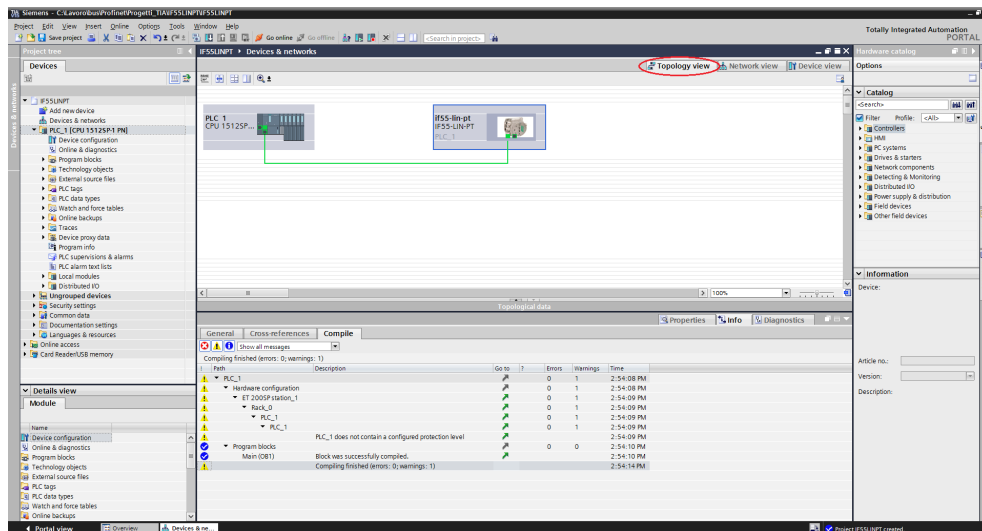 Siemens - C:\Lavoro\bus\Profinet\Progetti_TIA\IF55LINPT\IF55LINPT
Project Edit View Insert Online Options Tools Window Help
Totally Integrated Automation
PORTAL
Save project Go online Go offline <Search in project>
Project tree
IF55LINPT Devices & networks
Hardware catalog
Devices
Topology view Network view Device view
Options
Devices & networks
IF55LINPT
Add new device
Devices & networks
PLC_1 [CPU 1512SP-1 PN]
Device configuration
Online & diagnostics
Program blocks
Technology objects
External source files
PLC tags
PLC data types
Watch and force tables
Online backups
Traces
Device proxy data
Program info
PLC supervisions & alarms
PLC alarm text lists
Local modules
Distributed I/O
Ungrouped devices
Security settings
Common data
Documentation settings
Languages & resources
Online access
Card Reader/USB memory
PLC_1
CPU 1512SP...
if55-lin-pt
IF55-LIN-PT
PLC_1
100%
Catalog
<Search>
Filter Profile: <All>
Controllers
HMI
PC systems
Drives & starters
Network components
Detecting & Monitoring
Distributed I/O
Power supply & distribution
Field devices
Other field devices
Information
Device:
Article no.:
Version:
Description:
Topological data
Properties Info Diagnostics
General Cross-references Compile
Show all messages
Compiling finished (errors: 0; warnings: 1)
! Path Description Go to ? Errors Warnings Time
PLC_1 0 1 2:54:08 PM
Hardware configuration 0 1 2:54:08 PM
ET 200SP station_1 0 1 2:54:09 PM
Rack_0 0 1 2:54:09 PM
PLC_1 0 1 2:54:09 PM
PLC_1 0 1 2:54:09 PM
PLC_1 does not contain a configured protection level 2:54:09 PM
Program blocks 0 0 2:54:10 PM
Main (OB1) Block was successfully compiled. 2:54:10 PM
Compiling finished (errors: 0; warnings: 1) 2:54:14 PM
Details view
Module
Name
Device configuration
Online & diagnostics
Program blocks
Technology objects
External source files
PLC tags
PLC data types
Watch and force tables
Online backups
Portal view Overview Devices & ne...
Project IF55LINPT created